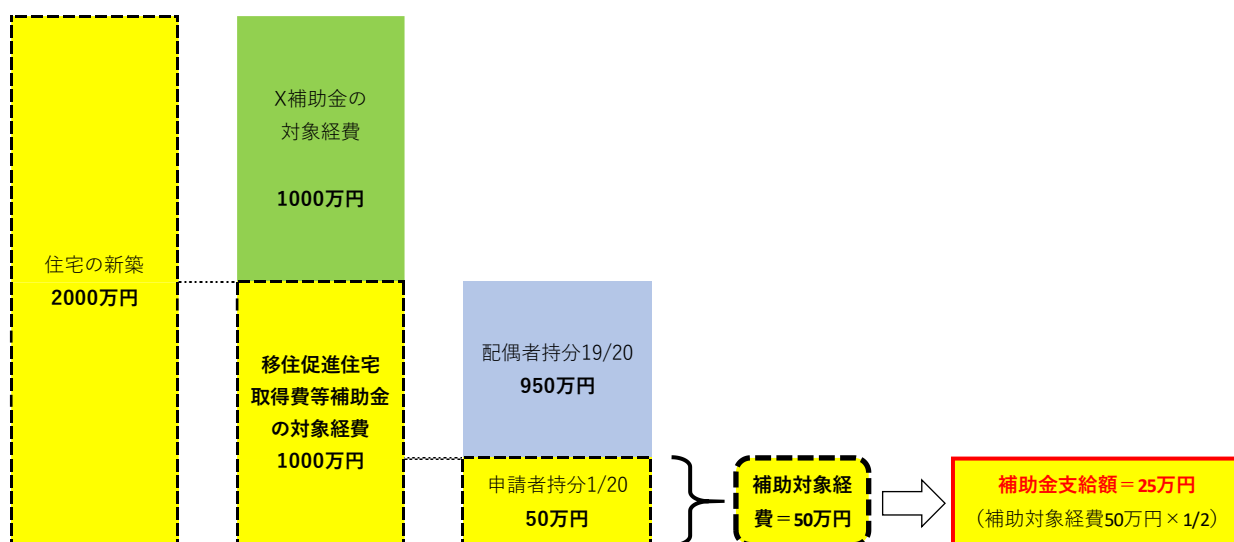 住宅の新築
2000万円
X補助金の
対象経費
1000万円
移住促進住宅
取得費等補助金
の対象経費
1000万円
配偶者持分19/20
950万円
申請者持分1/20
50万円
補助対象経
費＝50万円
補助金支給額＝25万円
（補助対象経費50万円×1/2）